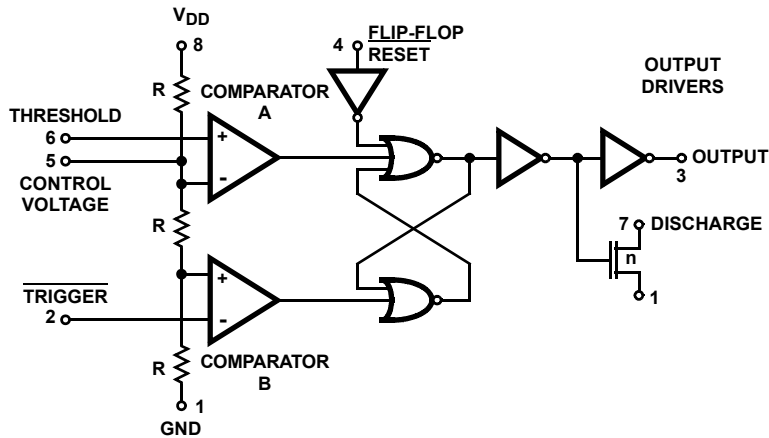 VDD
8
4
FLIP-FLOP
RESET
OUTPUT
DRIVERS
R
COMPARATOR
A
THRESHOLD
6
+
5
-
CONTROL
VOLTAGE
OUTPUT
3
R
7 DISCHARGE
n
1
TRIGGER
2
+
-
R
COMPARATOR
B
1
GND